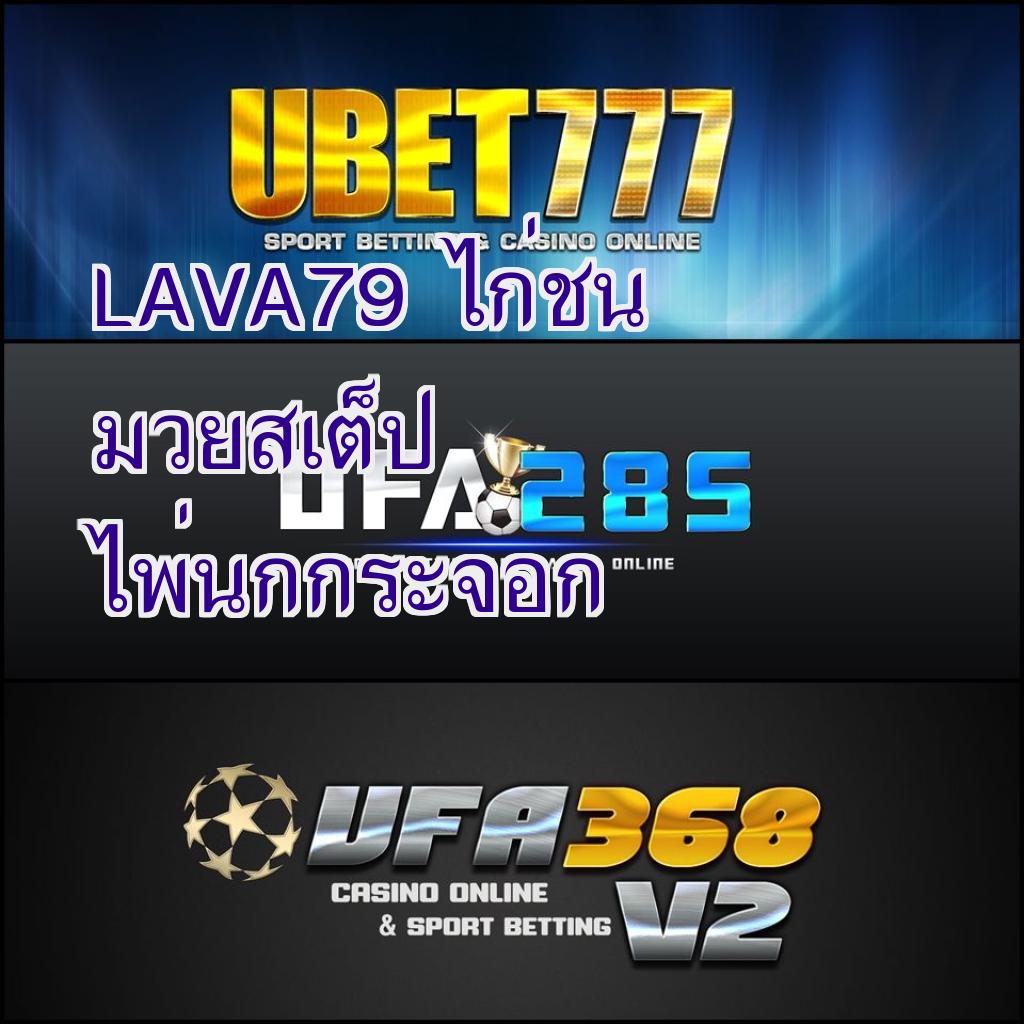 UBET777
SPORT BETTING & CASINO ONLINE
LAVA79 ไก่ชน
มวยสเต็ป
UFA285
ไพ่นกกระจอก
ONLINE
UFA368
CASINO ONLINE
& SPORT BETTING
V2